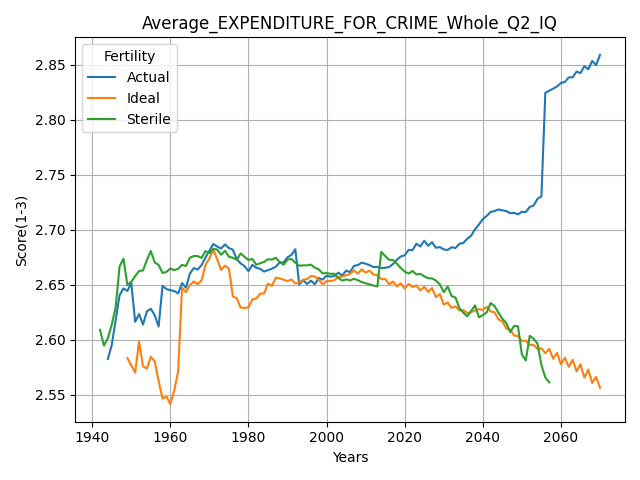 Average_EXPENDITURE_FOR_CRIME_Whole_Q2_IQ
Fertility
Actual
Ideal
Sterile
Score(1-3)
2.85
2.80
2.75
2.70
2.65
2.60
2.55
1940 1960 1980 2000 2020 2040 2060
Years